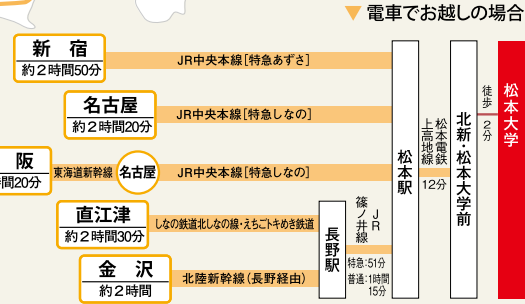 ▼ 電車でお越しの場合
新宿
約2時間50分
JR中央本線[特急あずさ]
名古屋
約2時間20分
JR中央本線[特急しなの]
阪
時間20分
東海道新幹線
名古屋
JR中央本線[特急しなの]
直江津
約2時間30分
しなの鉄道北しなの線・えちごトキめき鉄道
金沢
約2時間
北陸新幹線(長野経由)
長野駅
JR
篠ノ井線
特急:51分
普通:1時間
15分
松本駅
松本電鉄
上高地線
12分
北新・松本大学前
徒歩
2分
松本大学